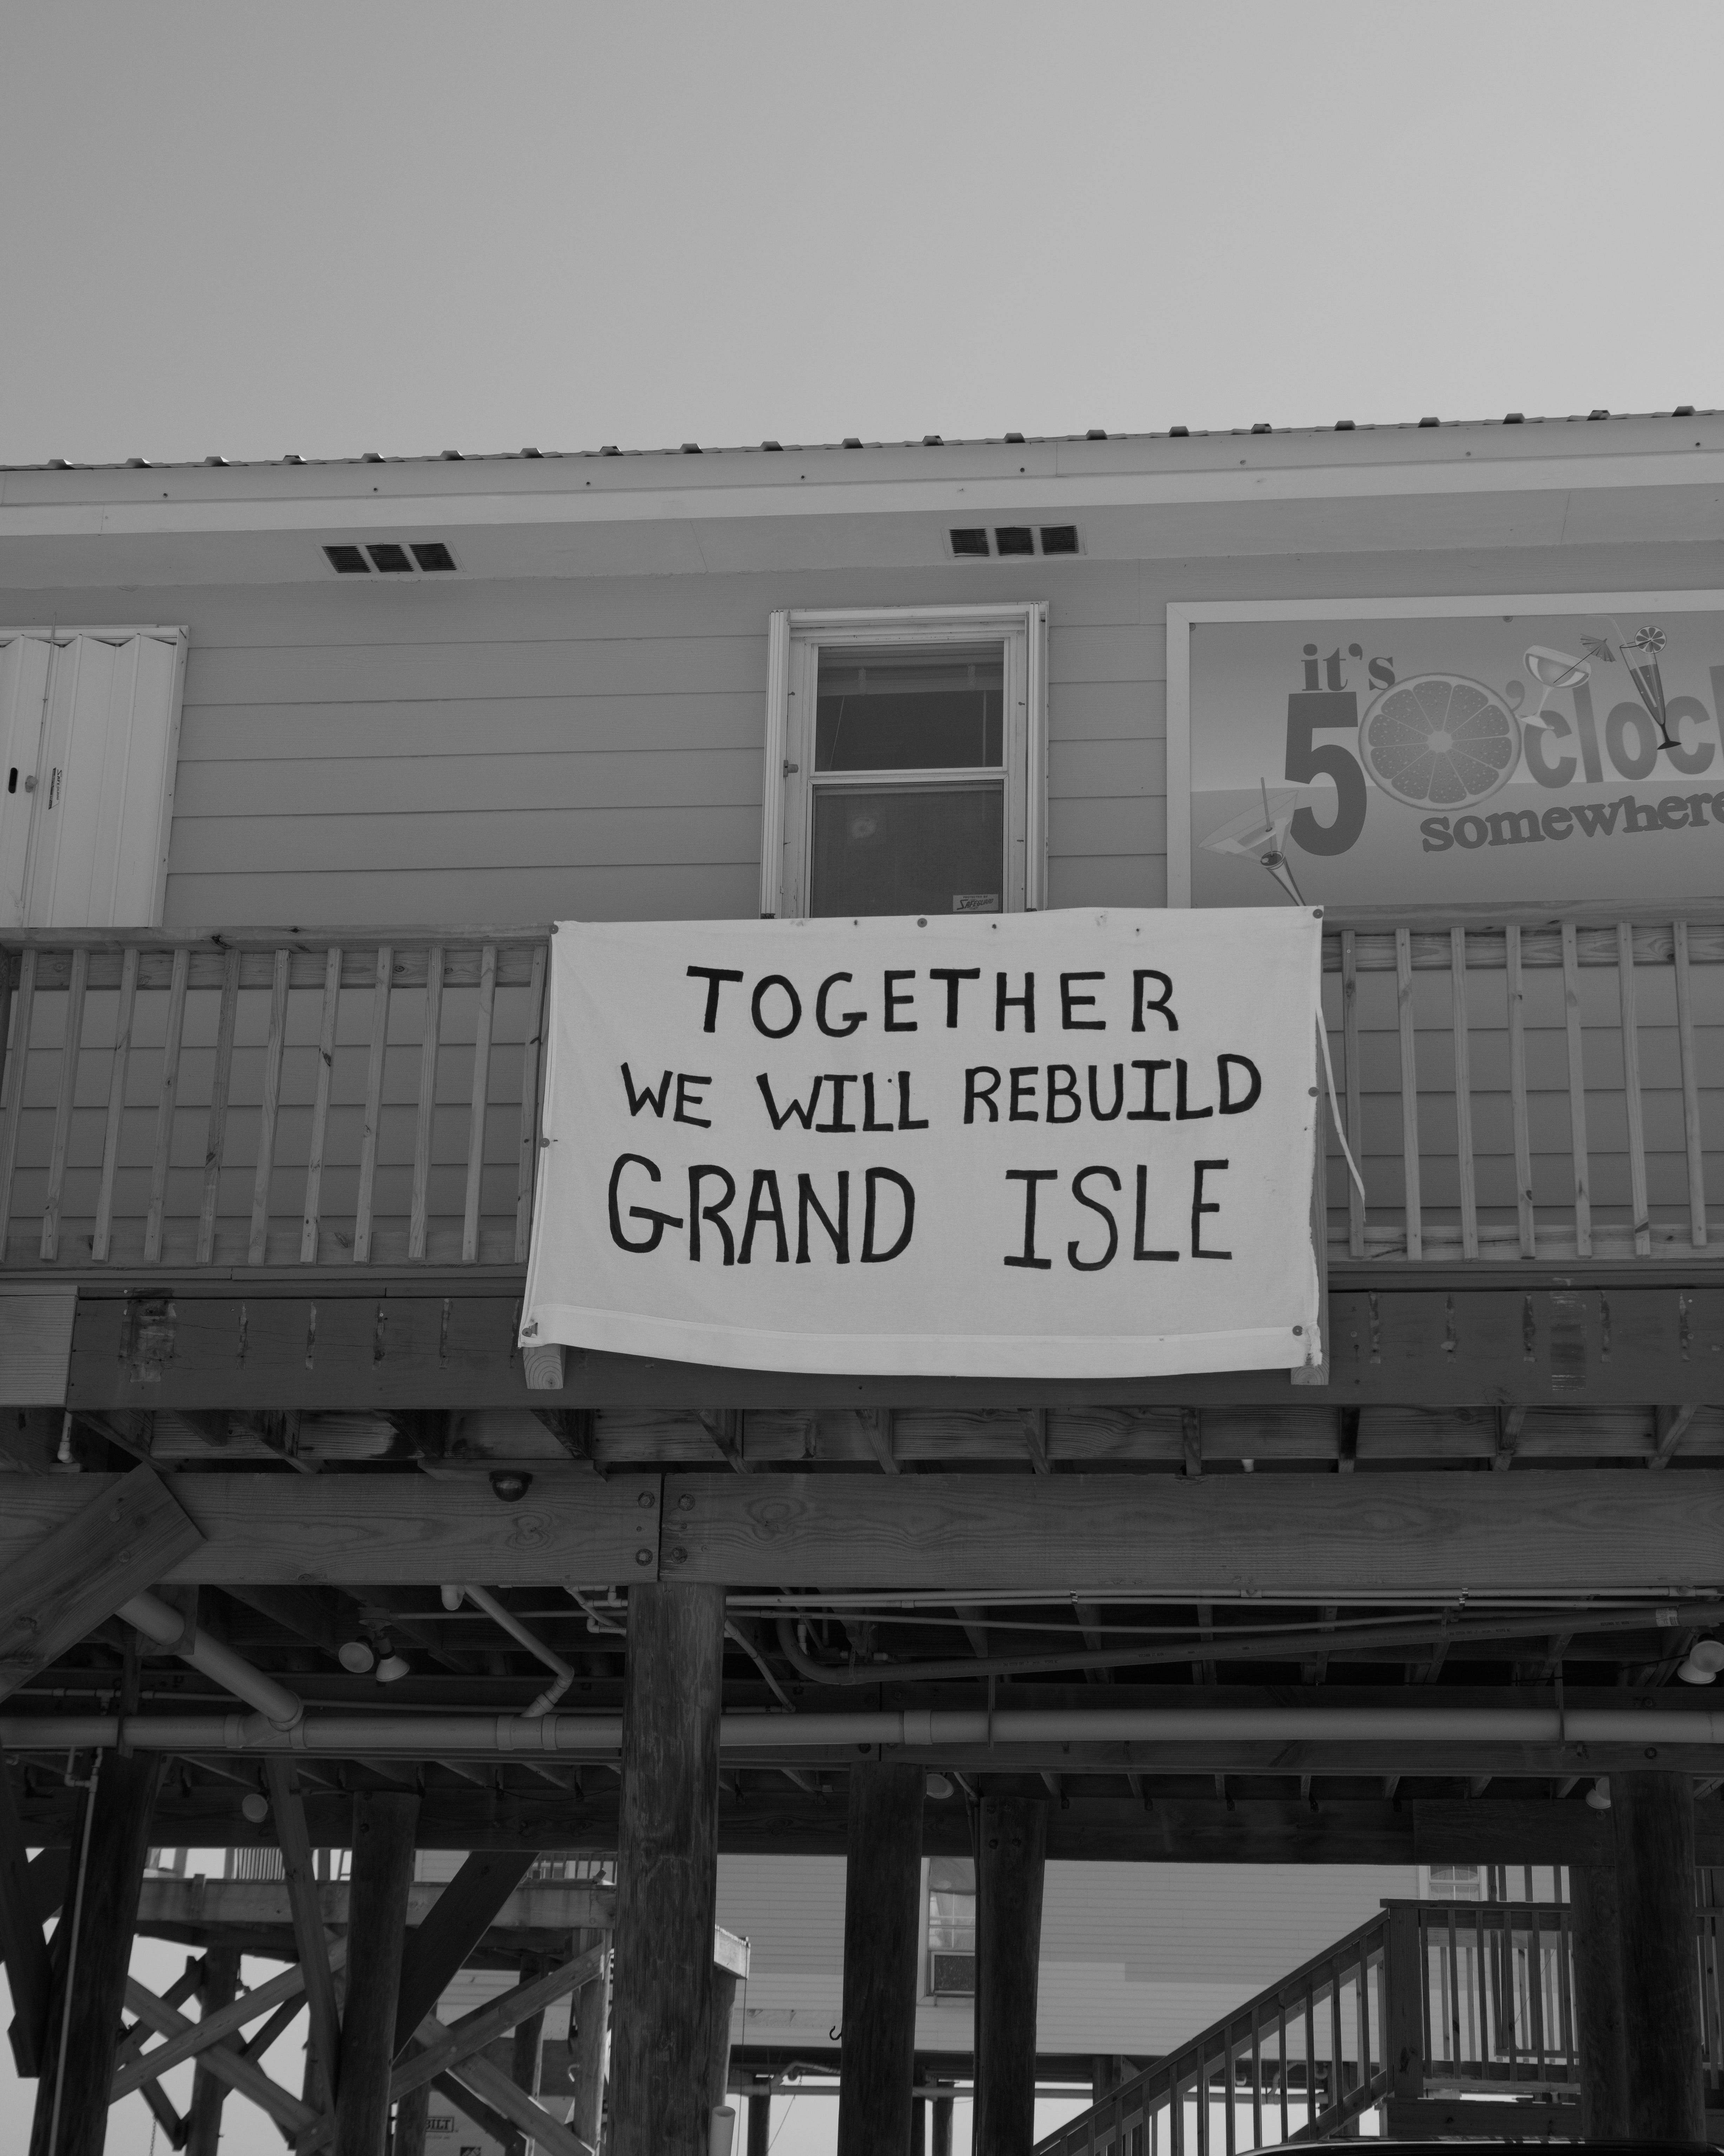 it's
5 O'cloc
somewhere
TOGETHER
WE WILL REBUILD
GRAND ISLE